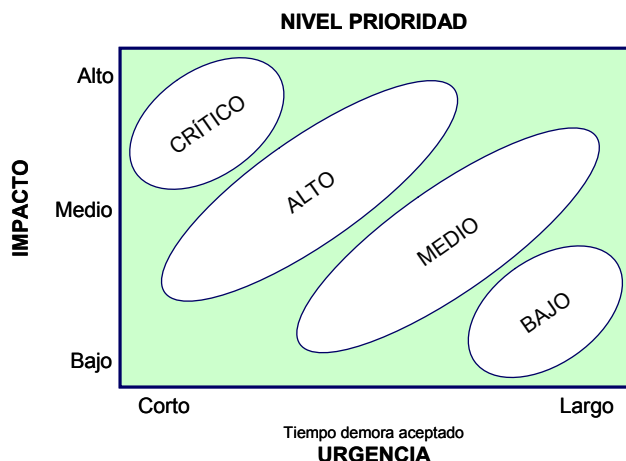 NIVEL PRIORIDAD
Alto
CRÍTICO
ALTO
IMPACTO
Medio
MEDIO
BAJO
Bajo
Corto
Largo
Tiempo demora aceptado
URGENCIA